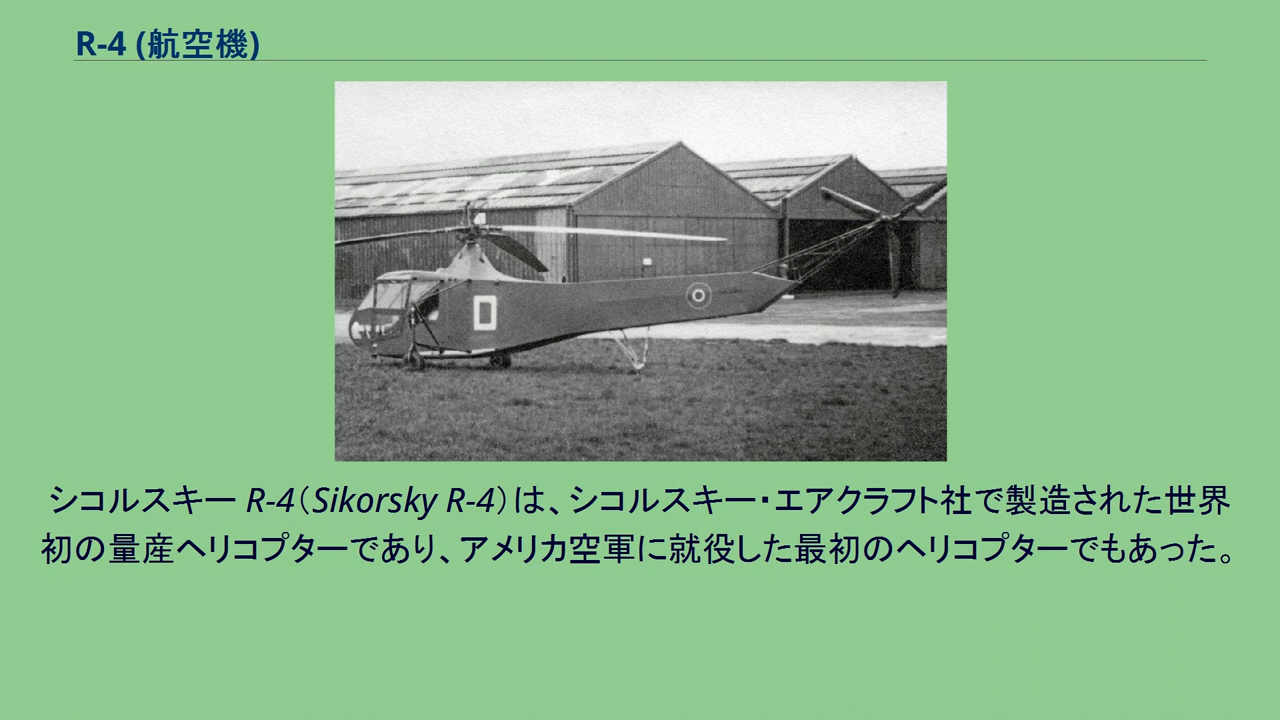 R-4 (航空機)
D
シコルスキー R-4（Sikorsky R-4）は、シコルスキー・エアクラフト社で製造された世界
初の量産ヘリコプターであり、アメリカ空軍に就役した最初のヘリコプターでもあった。